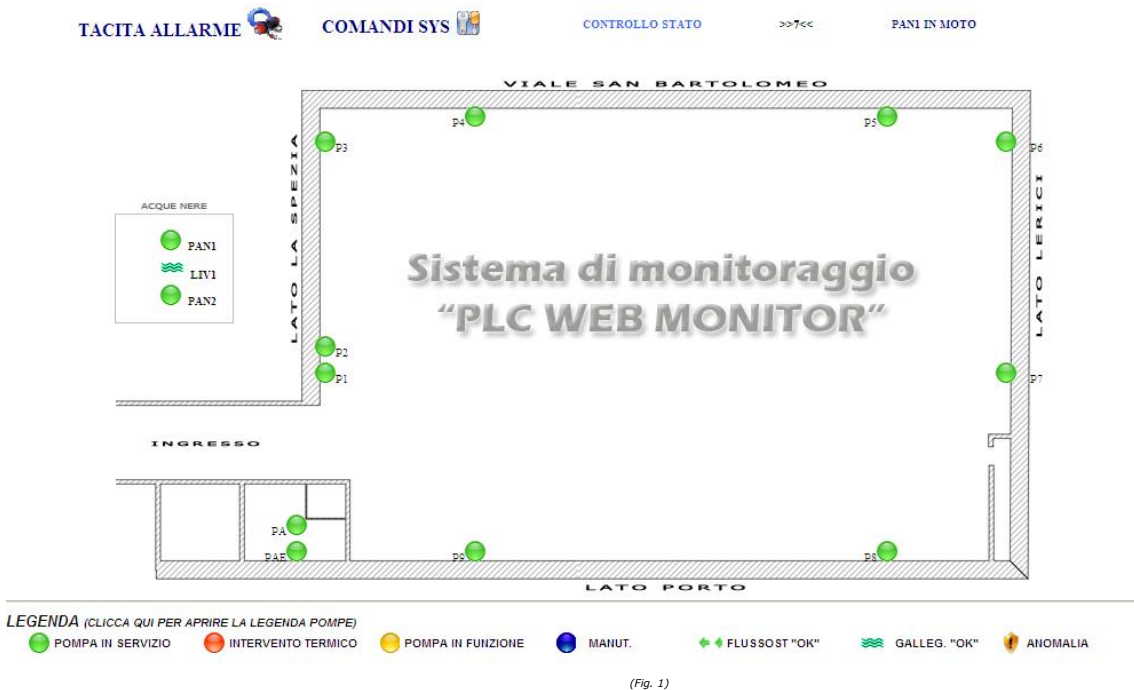 TACITA ALLARME
COMANDI SYS
CONTROLLO STATO
>>7<<
PAN1 IN MOTO
VIALE SAN BARTOLOMEO
P4
P5
P3
P6
LATO LA SPEZIA
LATO LERICI
ACQUE NERE
PAN1
LIV1
PAN2
Sistema di monitoraggio
“PLC WEB MONITOR”
P2
P1
P7
INGRESSO
PA
PAE
P9
P8
LATO PORTO
LEGENDA (CLICCA QUI PER APRIRE LA LEGENDA POMPE)
POMPA IN SERVIZIO
INTERVENTO TERMICO
POMPA IN FUNZIONE
MANUT.
FLUSSOST "OK"
GALLEG. "OK"
ANOMALIA
(Fig. 1)